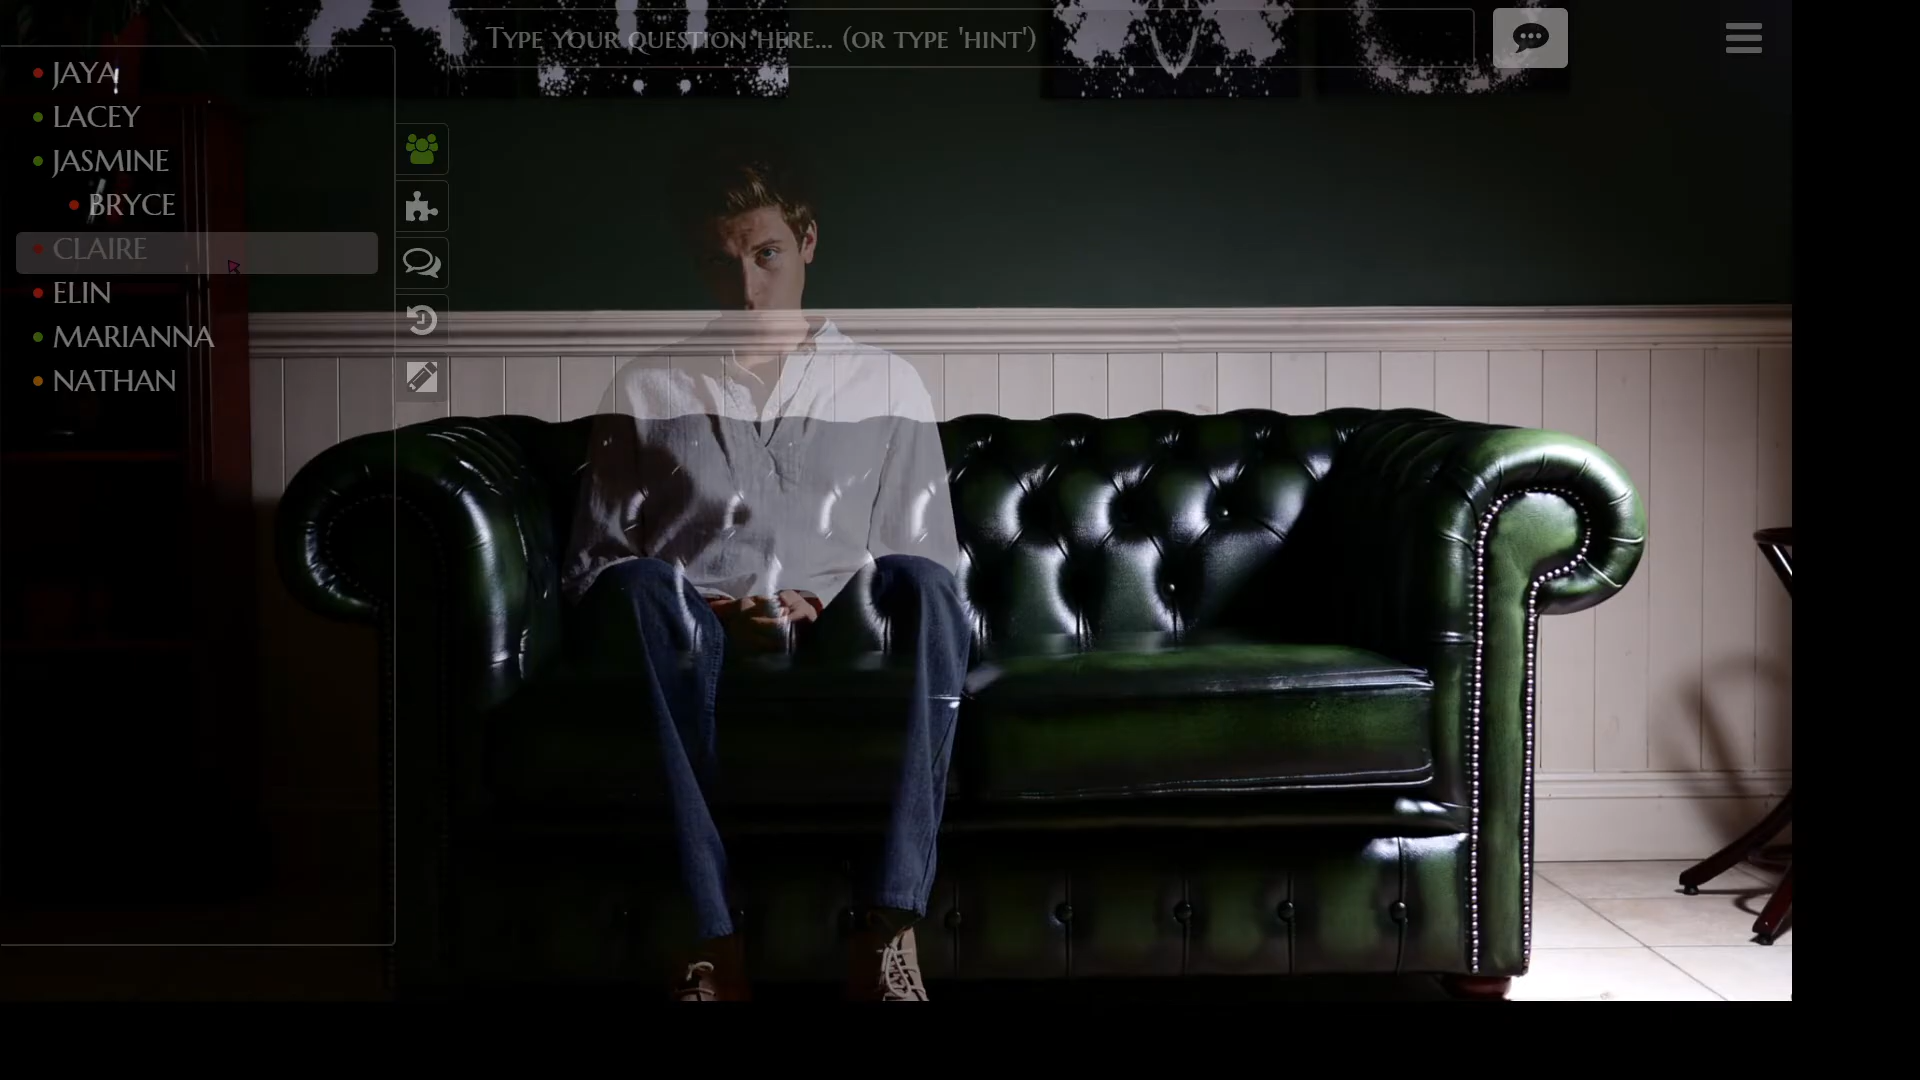 Type your question here... (or type 'hint')
JAYA
LACEY
JASMINE
BRYCE
CLAIRE
ELIN
MARIANNA
NATHAN